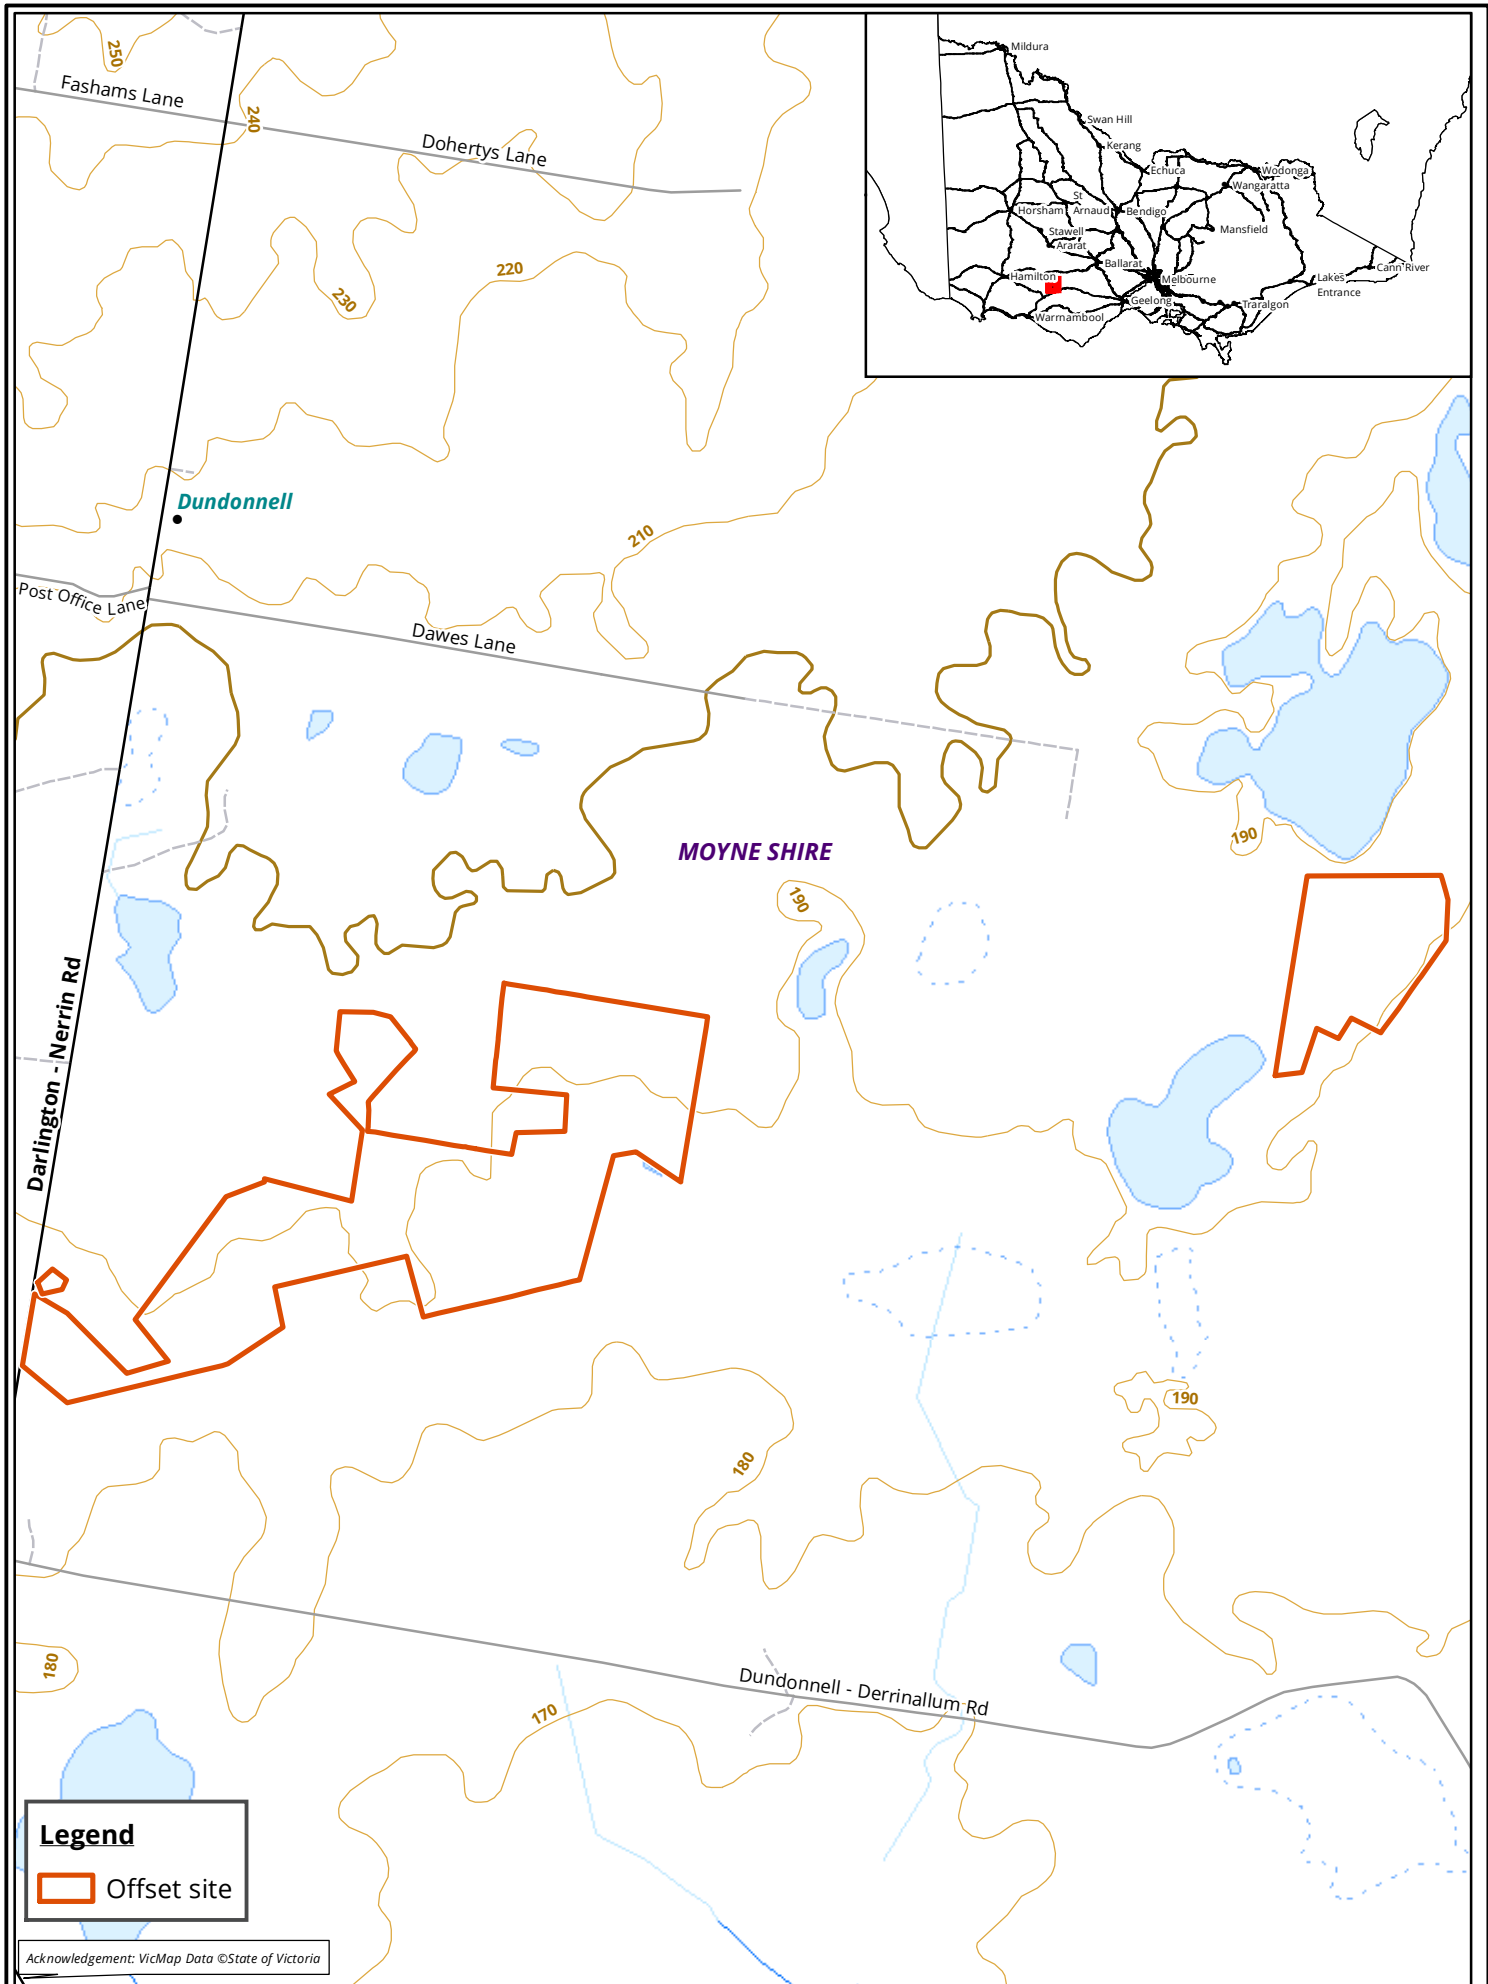 250
Fashams Lane
240
Dohertys Lane
220
230
Mildura
Swan Hill
Kerang
Echuca
Wodonga
Wangaratta
St
Arnaud
Horsham
Bendigo
Stawell
Ararat
Mansfield
Ballarat
Hamilton
Melbourne
Cann River
Lakes
Entrance
Geelong
Traralgon
Warrnambool
Dundonnell
210
Post Office Lane
Dawes Lane
190
MOYNE SHIRE
190
Darlington - Nerrin Rd
190
180
180
Dundonnell - Derrinallum Rd
170
Legend
Offset site
Acknowledgement: VicMap Data ©State of Victoria